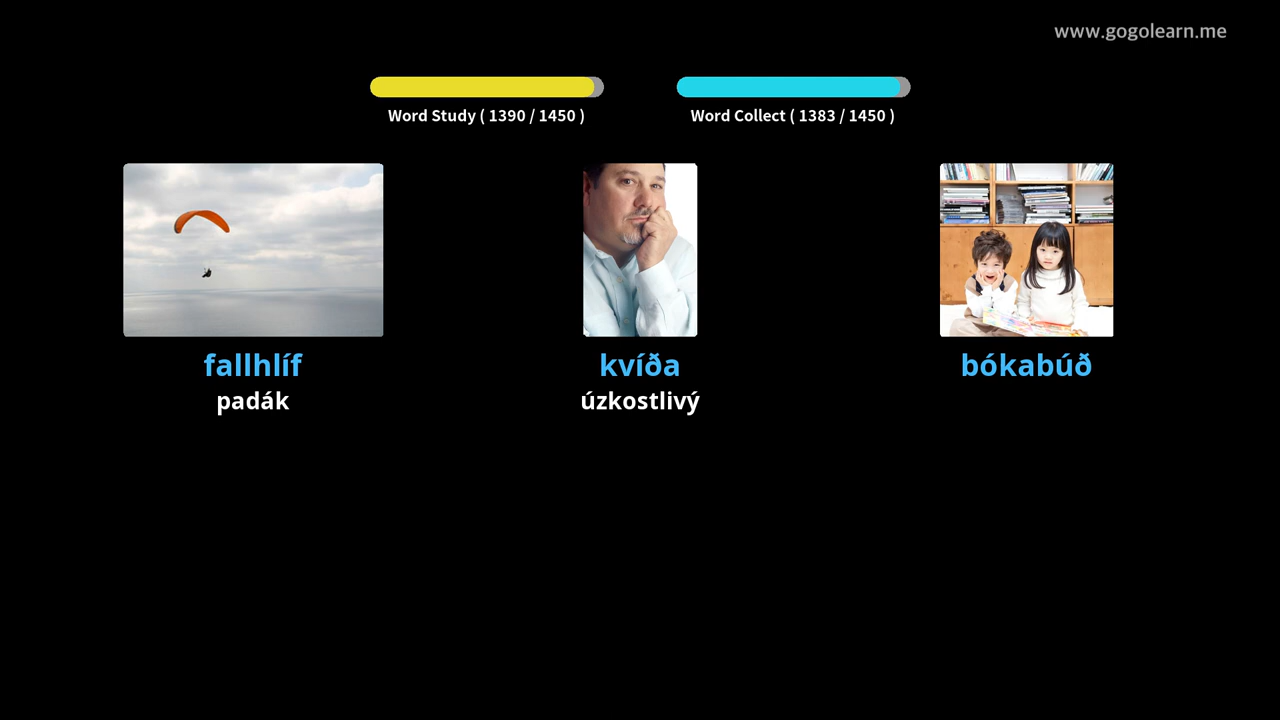 www.gogolearn.me
Word Study ( 1390 / 1450 )
Word Collect ( 1383 / 1450 )
fallhlíf
padák
kvíða
úzkostlivý
bókabúð